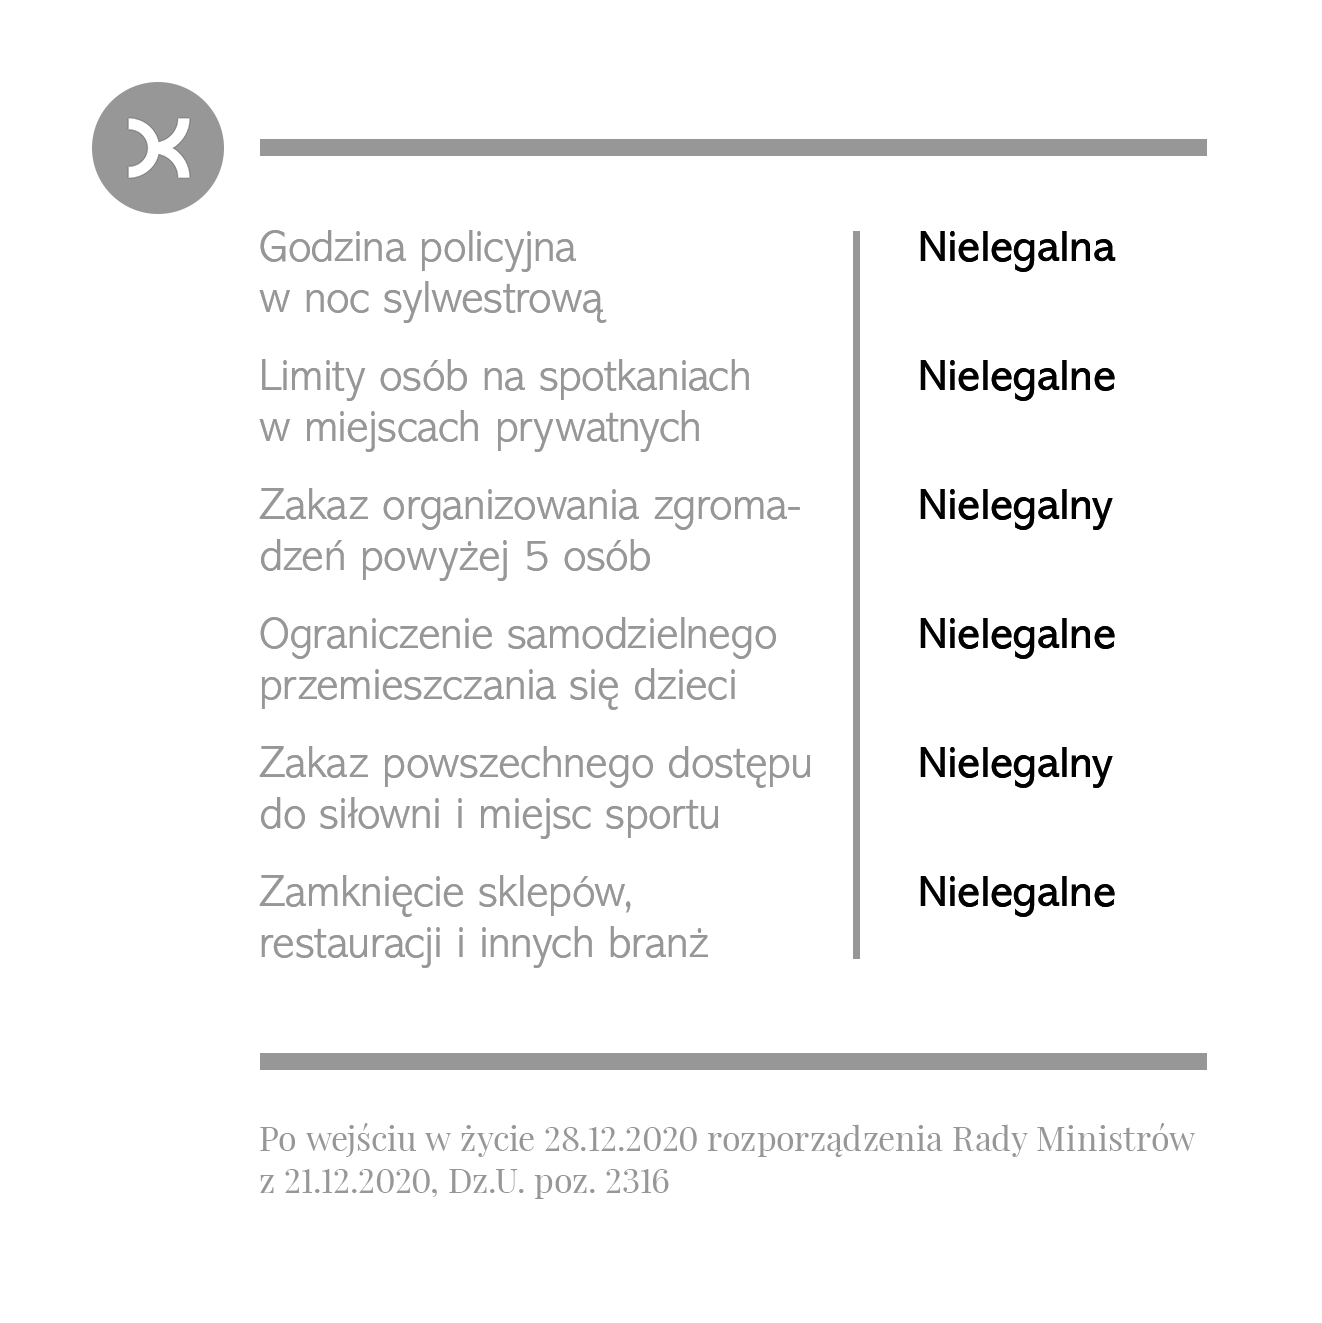 Godzina policyjna
w noc sylwestrową
Nielegalna
Limity osób na spotkaniach
w miejscach prywatnych
Nielegalne
Zakaz organizowania zgroma-
dzeń powyżej 5 osób
Nielegalny
Ograniczenie samodzielnego
przemieszczania się dzieci
Nielegalne
Zakaz powszechnego dostępu
do siłowni i miejsc sportu
Nielegalny
Zamknięcie sklepów,
restauracji i innych branż
Nielegalne
Po wejściu w życie 28.12.2020 rozporządzenia Rady Ministrów
z 21.12.2020, Dz.U. poz. 2316